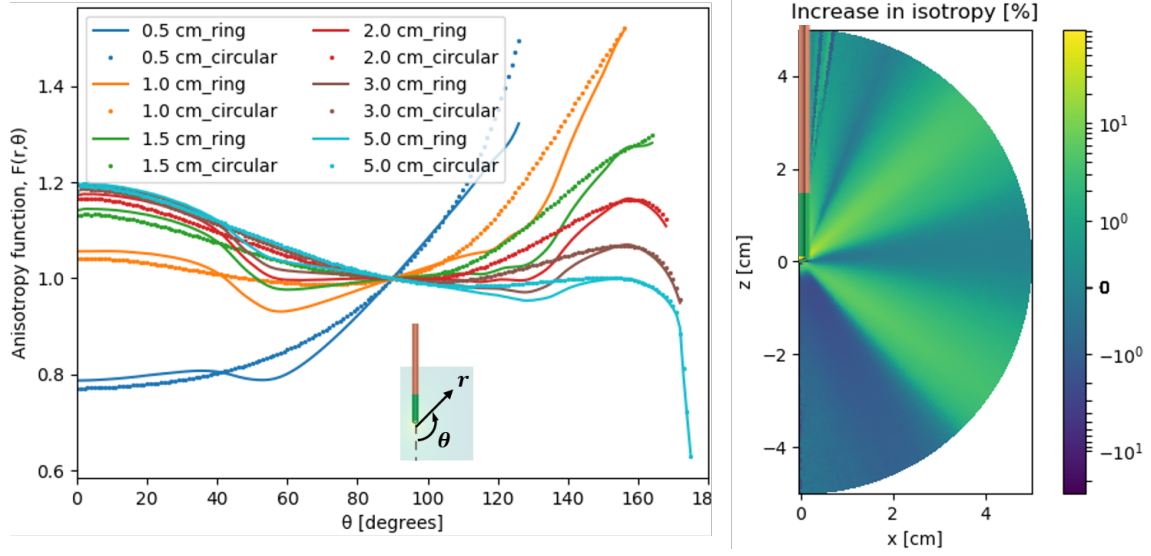 Anisotropy function, F(r,θ)
1.4
1.2
1.0
0.8
0.6
0.5 cm_ring
0.5 cm_circular
1.0 cm_ring
1.0 cm_circular
1.5 cm_ring
1.5 cm_circular
2.0 cm_ring
2.0 cm_circular
3.0 cm_ring
3.0 cm_circular
5.0 cm_ring
5.0 cm_circular
r
θ
0 20 40 60 80 100 120 140 160 18
θ [degrees]
Increase in isotropy [%]
z [cm]
4
2
0
−2
−4
0 2 4
x [cm]
10¹
10⁰
0
−10⁰
−10¹